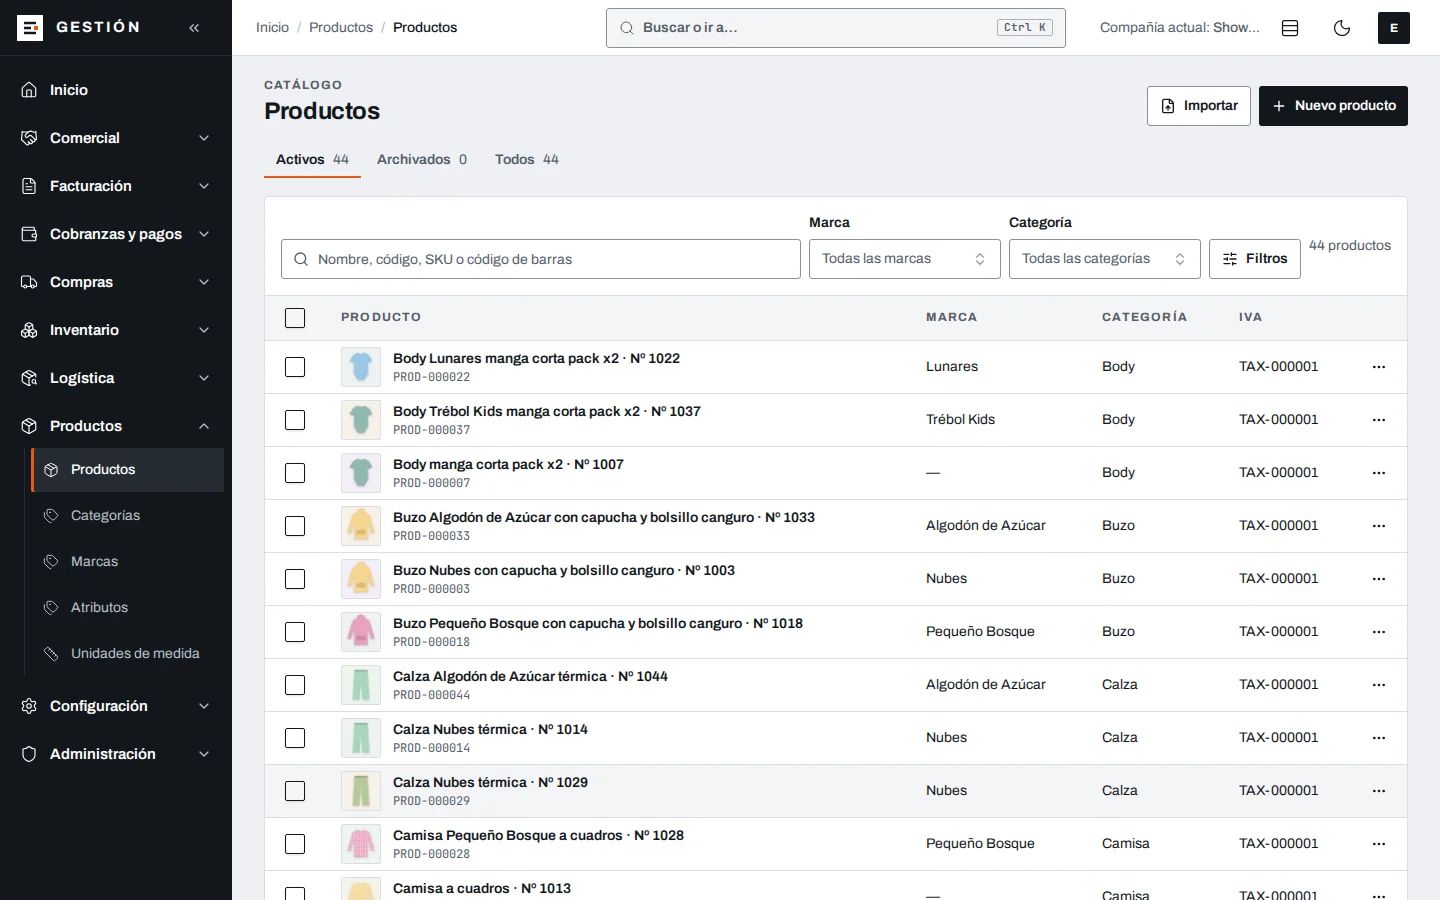 GESTIÓN
Inicio / Productos / Productos
Buscar o ir a...
Ctrl K
Compañía actual: Show...
E
Inicio
Comercial
Facturación
Cobranzas y pagos
Compras
Inventario
Logística
Productos
Productos
Categorías
Marcas
Atributos
Unidades de medida
Configuración
Administración
CATÁLOGO
Productos
Importar
Nuevo producto
Activos 44
Archivados 0
Todos 44
Marca
Categoría
Nombre, código, SKU o código de barras
Todas las marcas
Todas las categorías
Filtros
44 productos
PRODUCTO MARCA CATEGORÍA IVA
Body Lunares manga corta pack x2 · Nº 1022
PROD-000022
Lunares Body TAX-000001
Body Trébol Kids manga corta pack x2 · Nº 1037
PROD-000037
Trébol Kids Body TAX-000001
Body manga corta pack x2 · Nº 1007
PROD-000007
— Body TAX-000001
Buzo Algodón de Azúcar con capucha y bolsillo canguro · Nº 1033
PROD-000033
Algodón de Azúcar Buzo TAX-000001
Buzo Nubes con capucha y bolsillo canguro · Nº 1003
PROD-000003
Nubes Buzo TAX-000001
Buzo Pequeño Bosque con capucha y bolsillo canguro · Nº 1018
PROD-000018
Pequeño Bosque Buzo TAX-000001
Calza Algodón de Azúcar térmica · Nº 1044
PROD-000044
Algodón de Azúcar Calza TAX-000001
Calza Nubes térmica · Nº 1014
PROD-000014
Nubes Calza TAX-000001
Calza Nubes térmica · Nº 1029
PROD-000029
Nubes Calza TAX-000001
Camisa Pequeño Bosque a cuadros · Nº 1028
PROD-000028
Pequeño Bosque Camisa TAX-000001
Camisa a cuadros · Nº 1013
— Camisa TAX-000001